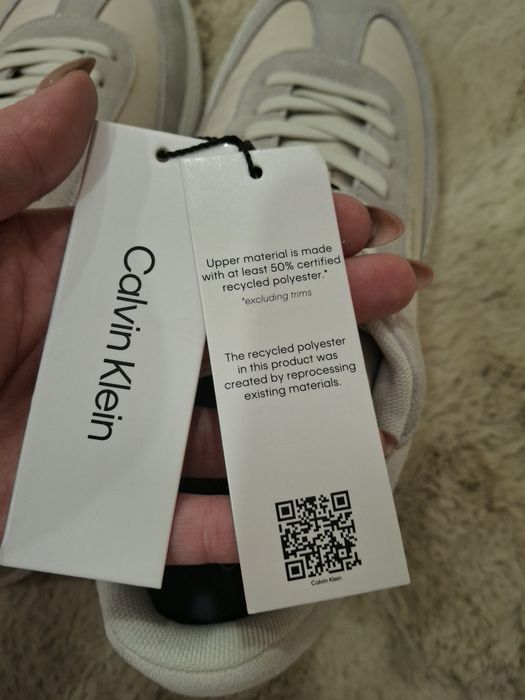 Calvin Klein
Upper material is made
with at least 50% certified
recycled polyester.*
*excluding trims
The recycled polyester
in this product was
created by reprocessing
existing materials.
Calvin Klein